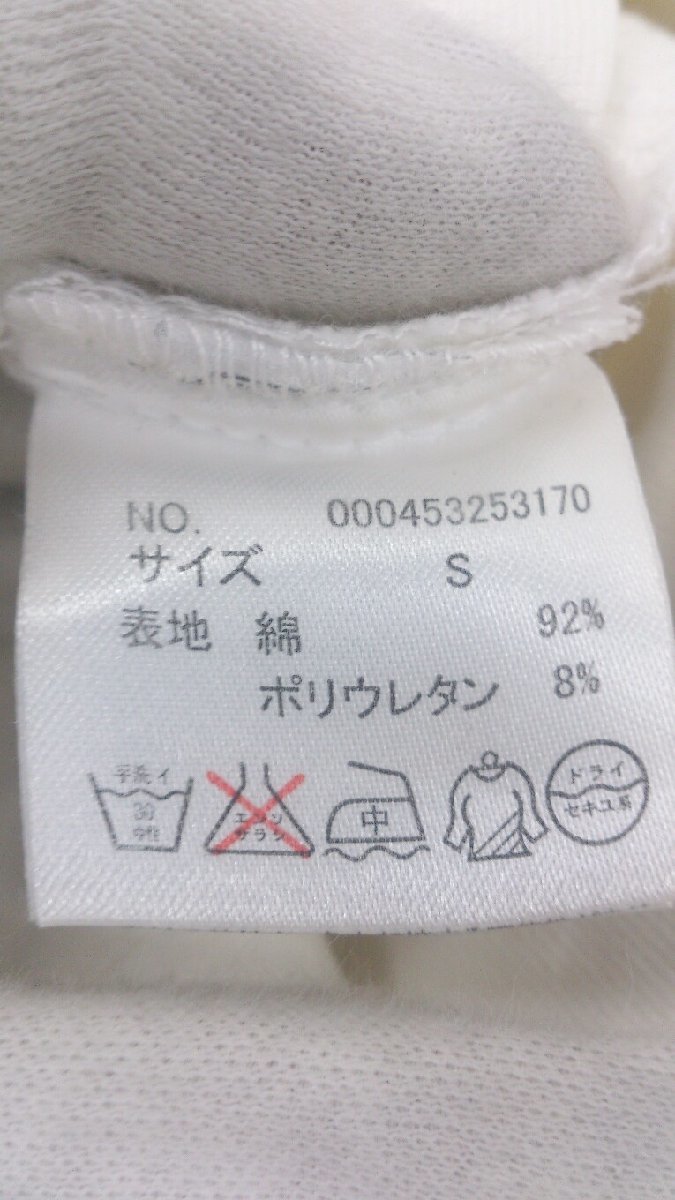 NO. 000453253170
サイズ S
表地 綿 92%
ポリウレタン 8%
手洗イ
30
中性
エンソ
サラシ
中
ドライ
セキユ系